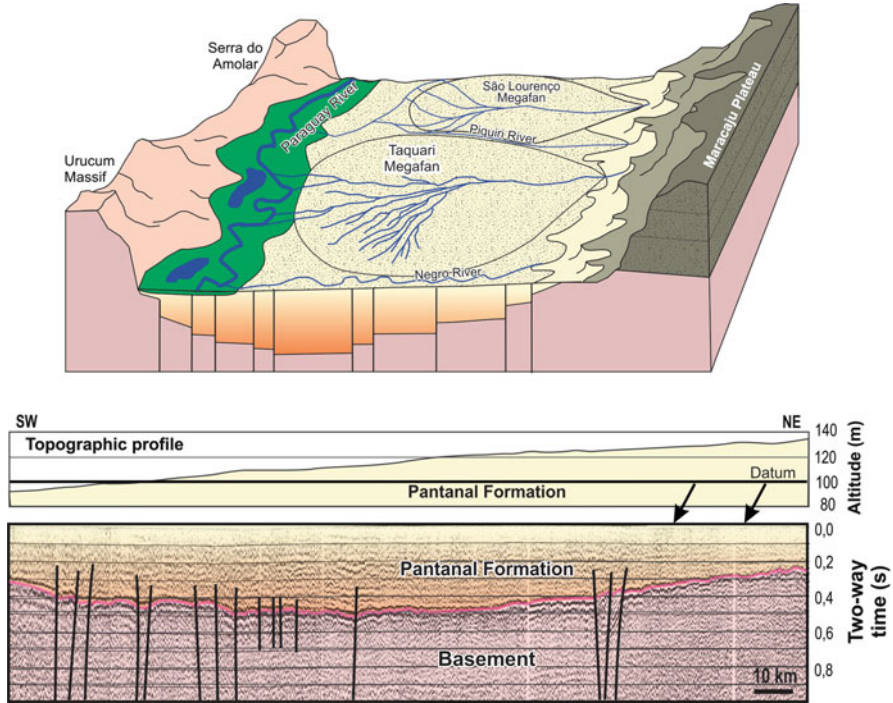 Serra do
Amolar
Urucum
Massif
Paraguay River
São Lourenço
Megafan
Piquiri River
Taquari
Megafan
Negro River
Maracaju Plateau
SW
NE
Topographic profile
Datum
Pantanal Formation
140
120
100
80
Altitude (m)
Pantanal Formation
Basement
10 km
0,0
0,2
0,4
0,6
0,8
Two-way
time (s)